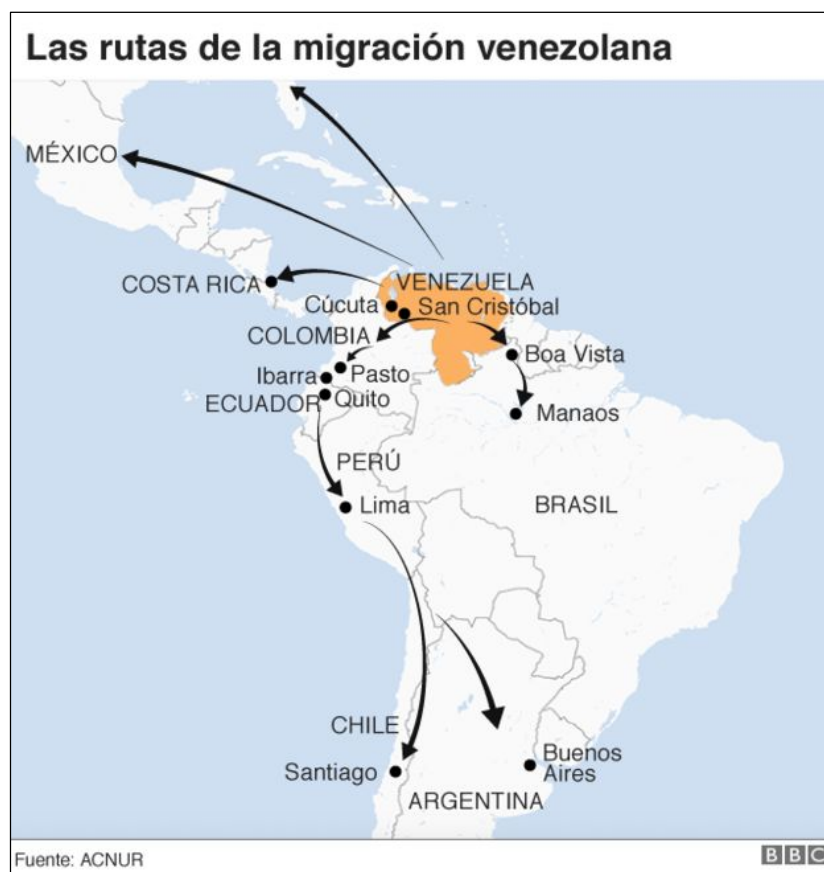 Las rutas de la migración venezolana
MÉXICO
COSTA RICA
VENEZUELA
Cúcuta
San Cristóbal
COLOMBIA
Boa Vista
Ibarra
Pasto
ECUADOR
Quito
Manaos
PERÚ
Lima
BRASIL
CHILE
Santiago
Buenos
Aires
ARGENTINA
Fuente: ACNUR
BBC